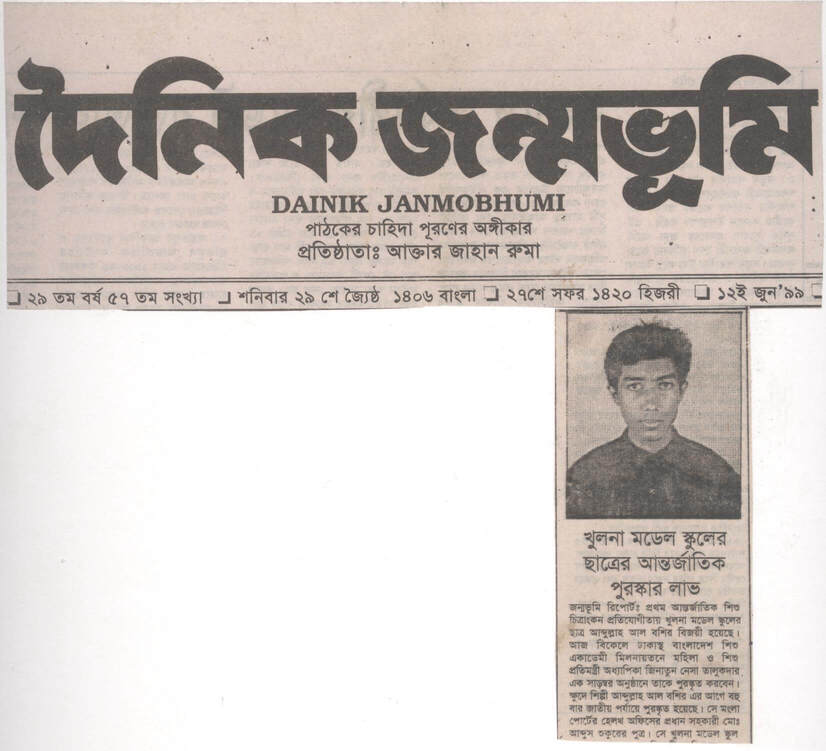 দৈনিক জন্মভূমি
DAINIK JANMOBHUMI
পাঠকের চাহিদা পূরণের অঙ্গীকার
প্রতিষ্ঠাতাঃ আক্তার জাহান রুমা
❏ ২৯ তম বর্ষ ৫৭ তম সংখ্যা ❏ শনিবার ২৯ শে জ্যৈষ্ঠ ১৪০৬ বাংলা ❏ ২৭শে সফর ১৪২০ হিজরী ❏ ১২ই জুন'৯৯ ❏
খুলনা মডেল স্কুলের
ছাত্রের আন্তর্জাতিক
পুরস্কার লাভ
জন্মভূমি রিপোর্টঃ প্রথম আন্তর্জাতিক শিশু
চিত্রাংকন প্রতিযোগীতায় খুলনা মডেল স্কুলের
ছাত্র আব্দুল্লাহ আল বশির বিজয়ী হয়েছে।
আজ বিকেলে ঢাকাস্থ বাংলাদেশ শিশু
একাডেমী মিলনায়তনে মহিলা ও শিশু
প্রতিমন্ত্রী অধ্যাপিকা জিনাতুন নেসা তালুকদার
এক সাড়ম্বর অনুষ্ঠানে তাকে পুরস্কৃত করবেন।
ক্ষুদে শিল্পী আব্দুল্লাহ আল বশির এর আগে বহু
বার জাতীয় পর্যায়ে পুরস্কৃত হয়েছে। সে মংলা
পোর্টের হেলথ অফিসের প্রধান সহকারী মোঃ
আব্দুস শুকুরের পুত্র। সে খুলনা মডেল স্কুল